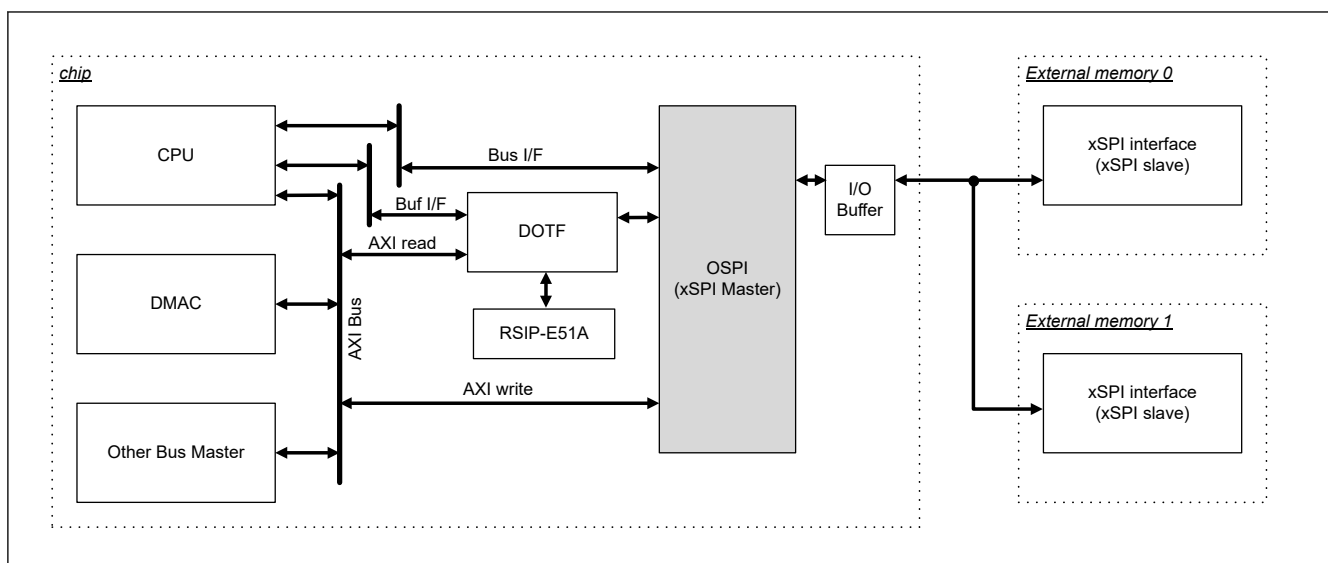 chip
External memory 0
CPU
Bus I/F
xSPI interface
(xSPI slave)
I/O
Buffer
Buf I/F
DOTF
AXI read
OSPI
(xSPI Master)
DMAC
AXI Bus
RSIP-E51A
External memory 1
AXI write
xSPI interface
(xSPI slave)
Other Bus Master